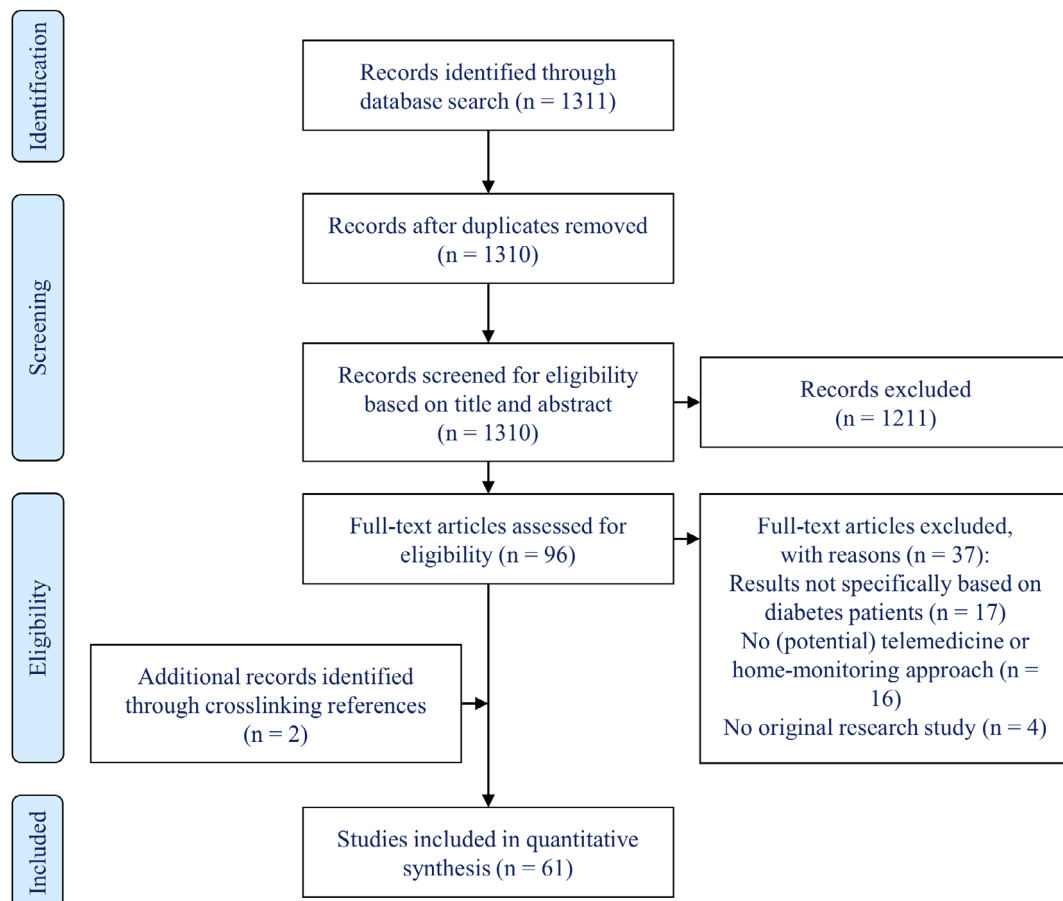 Identification
Records identified through
database search (n = 1311)
Screening
Records after duplicates removed
(n = 1310)
Records screened for eligibility
based on title and abstract
(n = 1310)
Records excluded
(n = 1211)
Eligibility
Full-text articles assessed for
eligibility (n = 96)
Full-text articles excluded,
with reasons (n = 37):
Results not specifically based on
diabetes patients (n = 17)
No (potential) telemedicine or
home-monitoring approach (n =
16)
No original research study (n = 4)
Additional records identified
through crosslinking references
(n = 2)
Included
Studies included in quantitative
synthesis (n = 61)